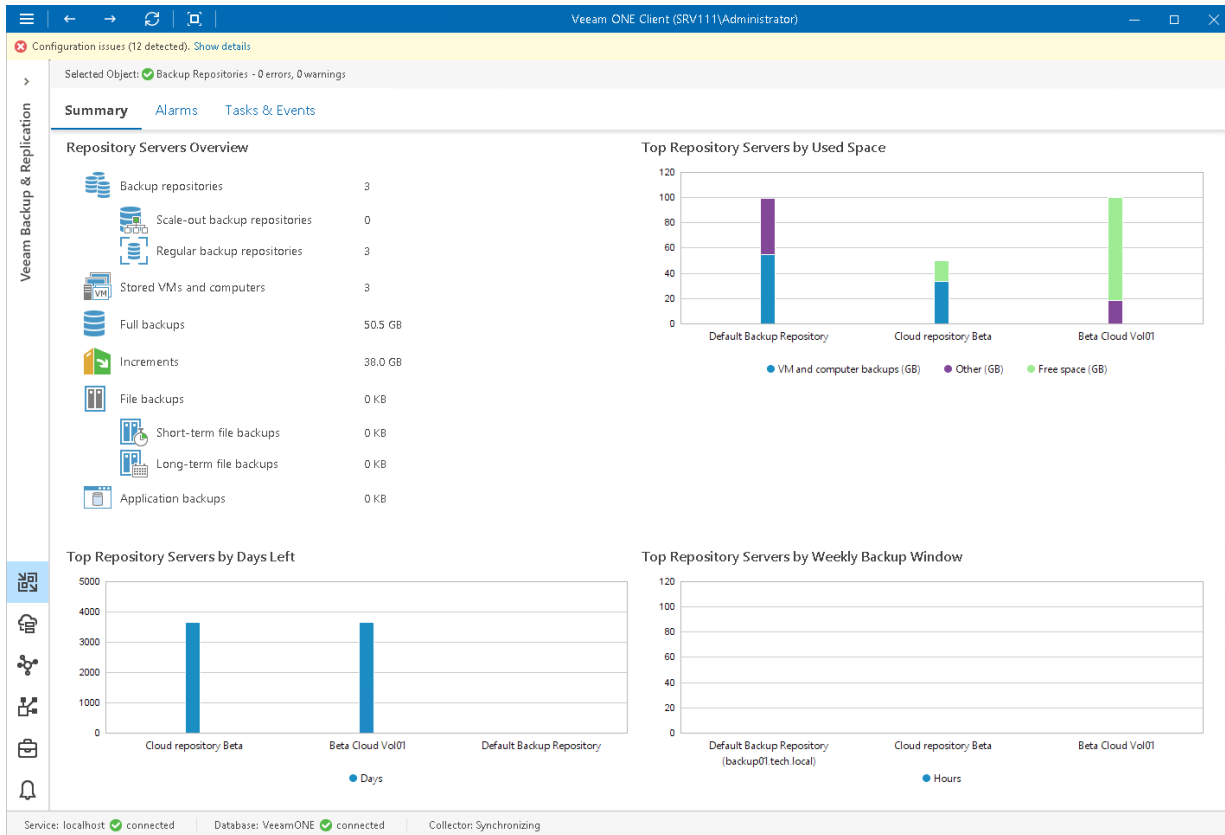 Veeam ONE Client (SRV111\Administrator)
Configuration issues (12 detected). Show details
Selected Object: Backup Repositories - 0 errors, 0 warnings
Veeam Backup & Replication
Summary Alarms Tasks & Events
Repository Servers Overview
Backup repositories 3
Scale-out backup repositories 0
Regular backup repositories 3
Stored VMs and computers 3
VM
Full backups 50.5 GB
Increments 38.0 GB
File backups 0 KB
Short-term file backups 0 KB
Long-term file backups 0 KB
Application backups 0 KB
Top Repository Servers by Used Space
120
100
80
60
40
20
0
Default Backup Repository Cloud repository Beta Beta Cloud Vol01
VM and computer backups (GB) Other (GB) Free space (GB)
Top Repository Servers by Days Left
5000
4000
3000
2000
1000
0
Cloud repository Beta Beta Cloud Vol01 Default Backup Repository
Days
Top Repository Servers by Weekly Backup Window
120
100
80
60
40
20
0
Default Backup Repository Cloud repository Beta Beta Cloud Vol01
(backup01.tech.local)
Hours
Service: localhost connected Database: VeeamONE connected Collector: Synchronizing